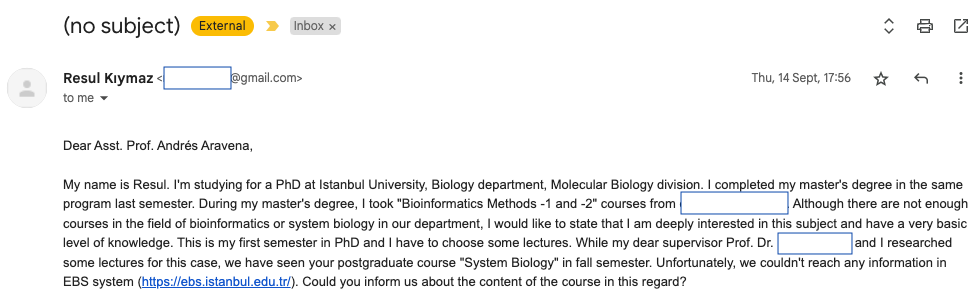 (no subject) External Inbox ×
Resul Kıymaz < @gmail.com> Thu, 14 Sept, 17:56
to me
Dear Asst. Prof. Andrés Aravena,
My name is Resul. I'm studying for a PhD at Istanbul University, Biology department, Molecular Biology division. I completed my master's degree in the same
program last semester. During my master's degree, I took "Bioinformatics Methods -1 and -2" courses from . Although there are not enough
courses in the field of bioinformatics or system biology in our department, I would like to state that I am deeply interested in this subject and have a very basic
level of knowledge. This is my first semester in PhD and I have to choose some lectures. While my dear supervisor Prof. Dr. and I researched
some lectures for this case, we have seen your postgraduate course "System Biology" in fall semester. Unfortunately, we couldn't reach any information in
EBS system (https://ebs.istanbul.edu.tr/). Could you inform us about the content of the course in this regard?